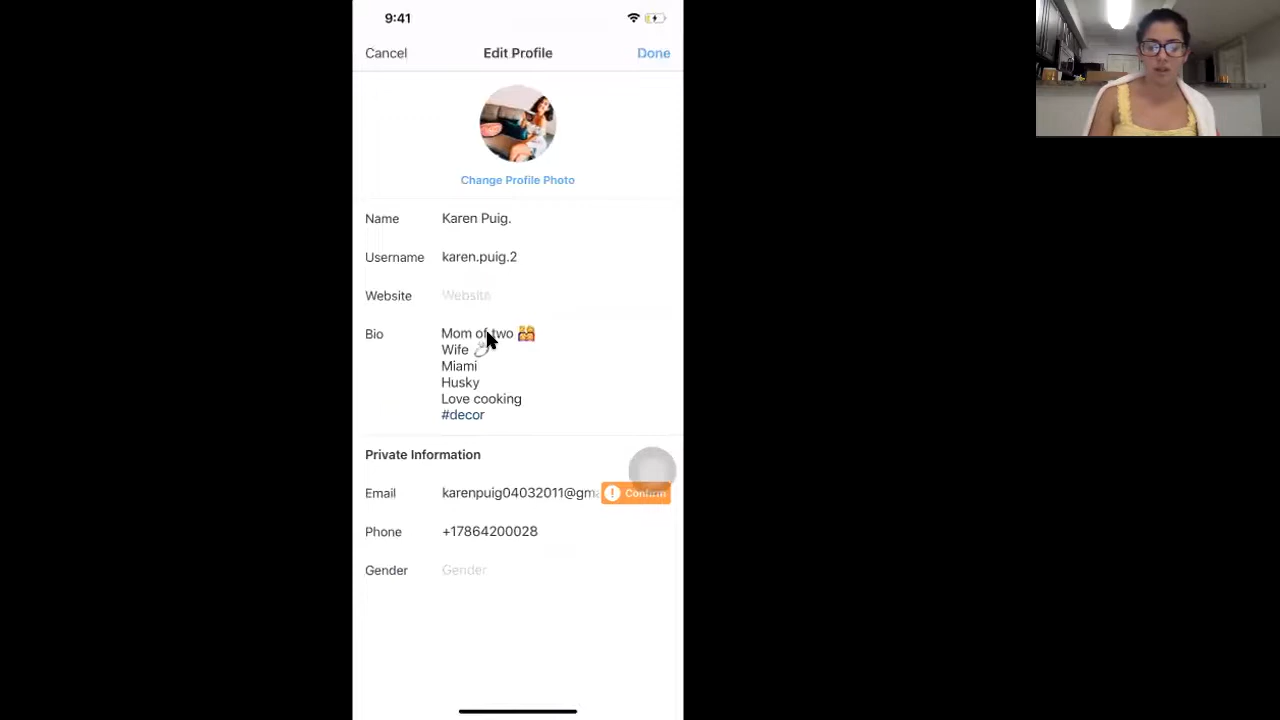 9:41
Cancel Edit Profile Done
Change Profile Photo
Name Karen Puig.
Username karen.puig.2
Website Website
Bio Mom of two 👯
Wife 💍
Miami
Husky
Love cooking
#decor
Private Information
Email karenpuig04032011@gma Confirm
Phone +17864200028
Gender Gender